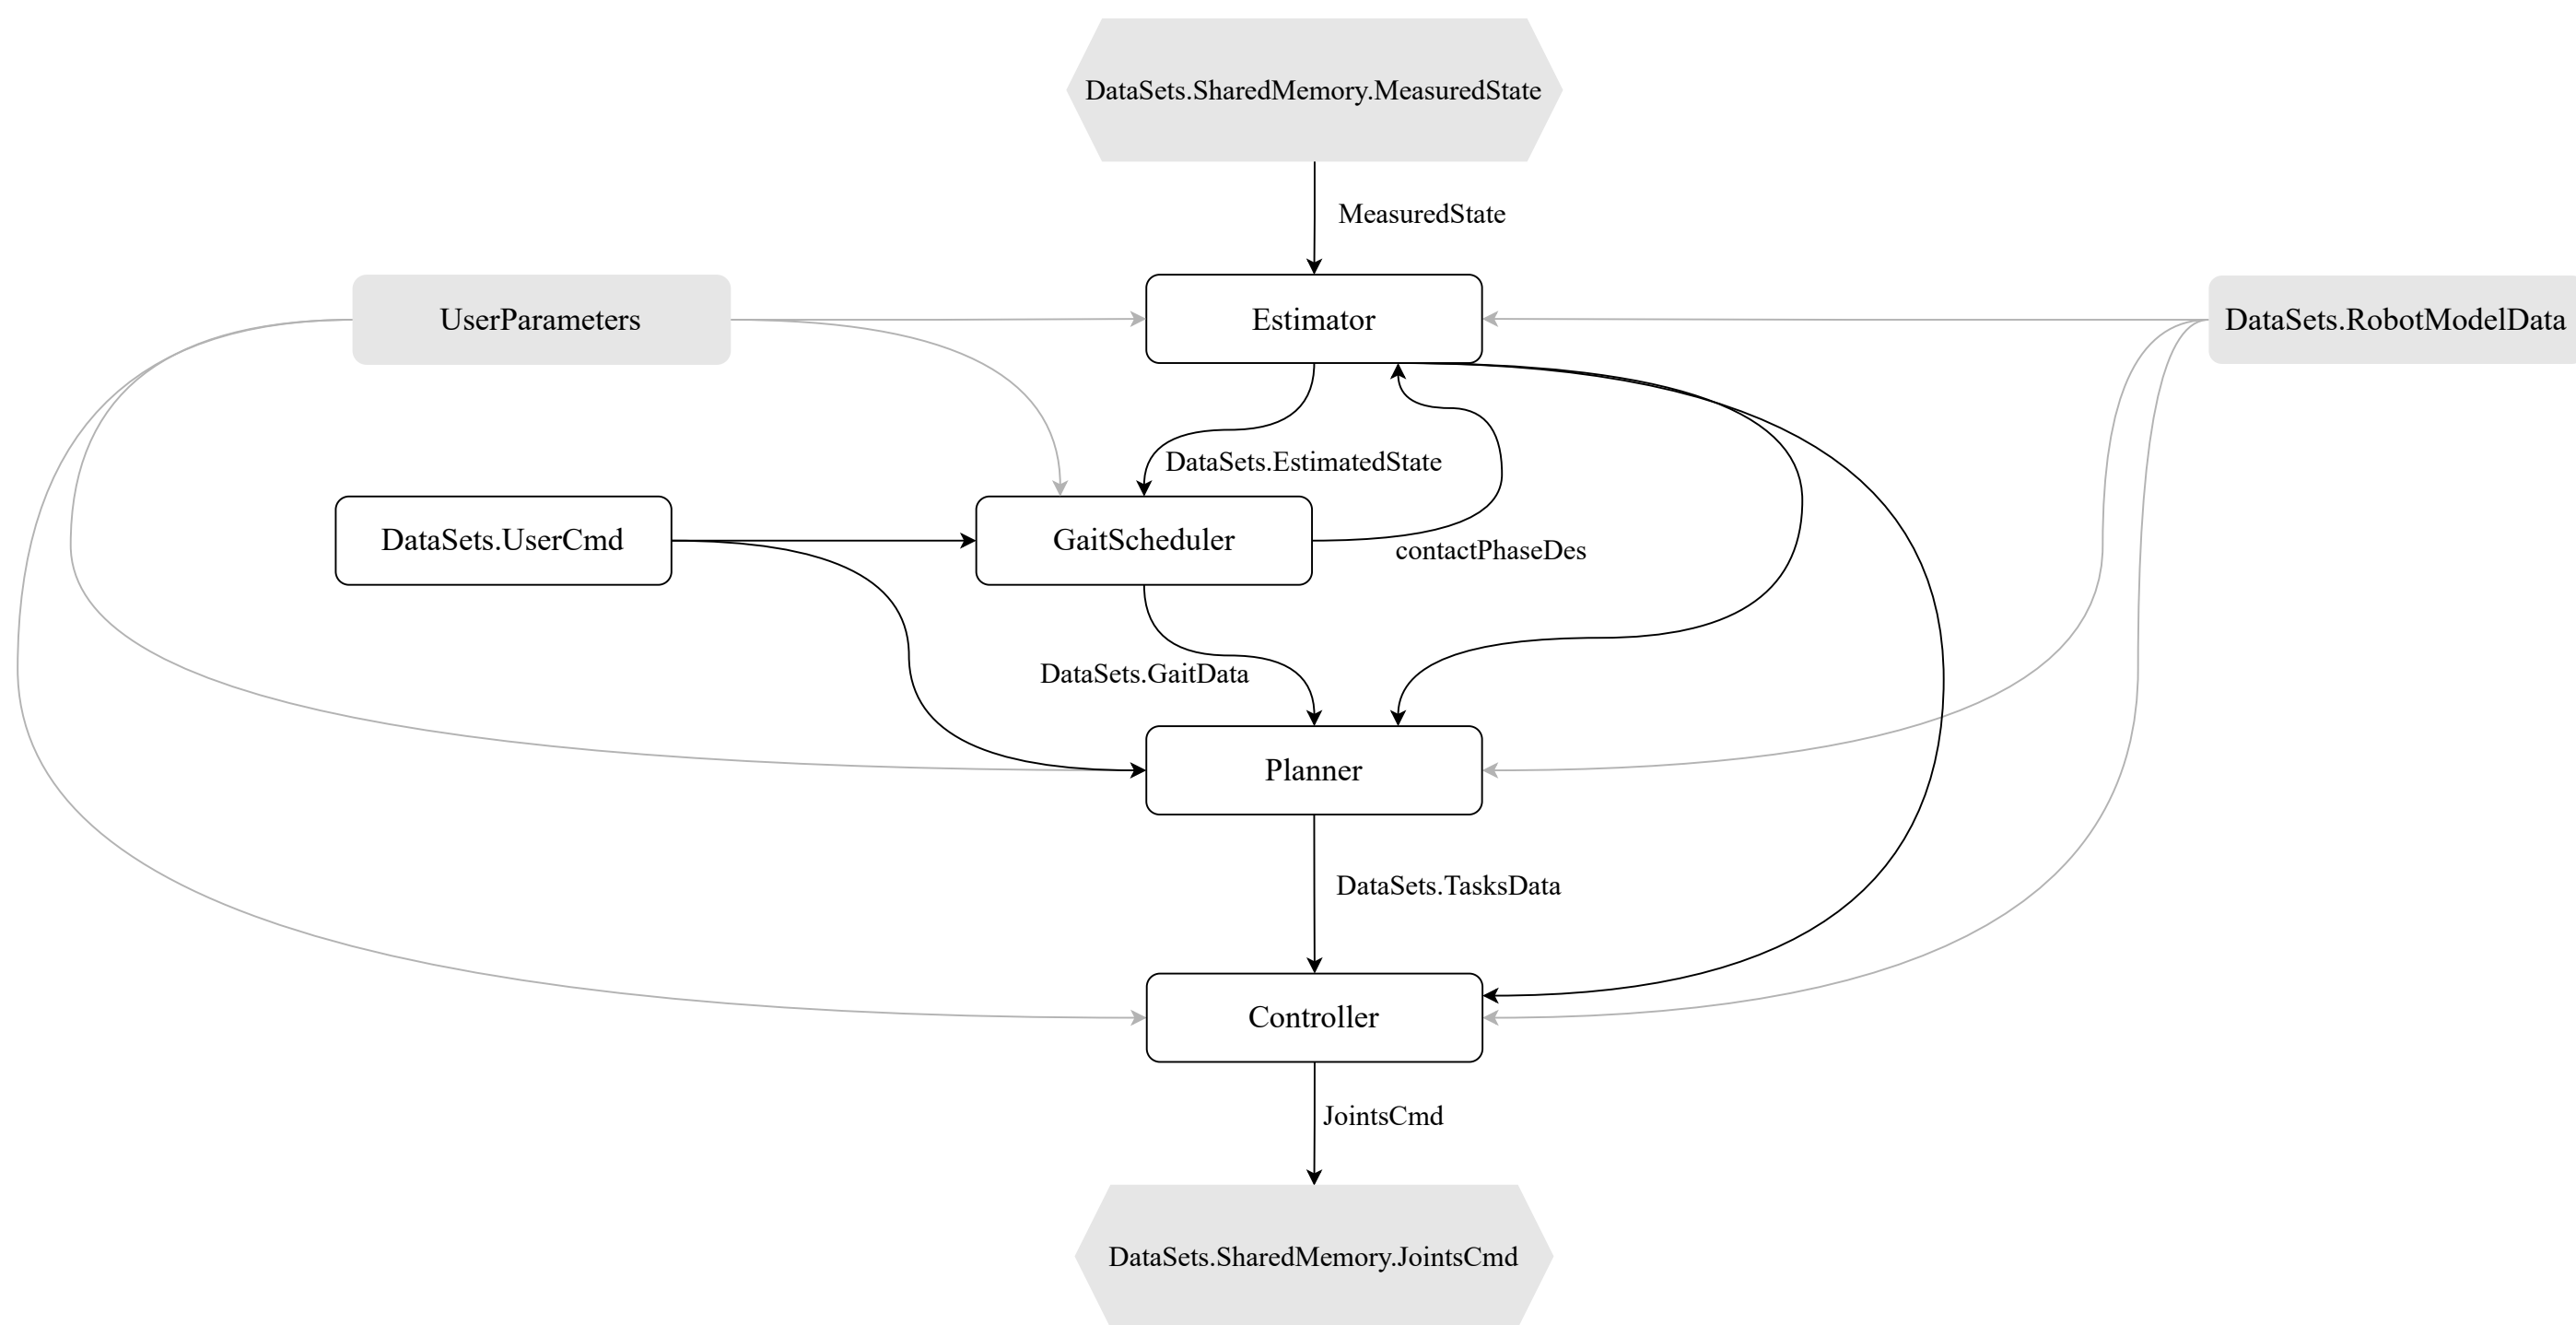 DataSets.SharedMemory.MeasuredState
MeasuredState
UserParameters
Estimator
DataSets.RobotModelData
DataSets.EstimatedState
DataSets.UserCmd
GaitScheduler
contactPhaseDes
DataSets.GaitData
Planner
DataSets.TasksData
Controller
JointsCmd
DataSets.SharedMemory.JointsCmd